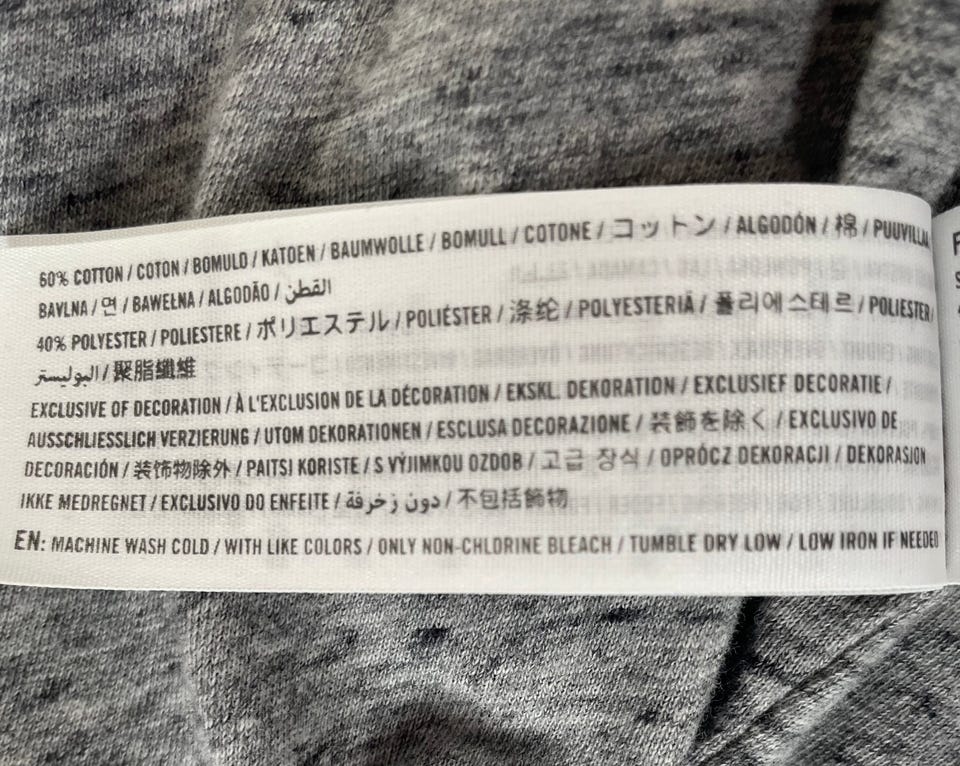 60% COTTON / COTON / BOMULD / KATOEN / BAUMWOLLE / BOMULL / COTONE / コットン / ALGODÓN / 棉 / PUUVILLA
BAVLNA / 면 / BAWEŁNA / ALGODÃO / القطن
40% POLYESTER / POLIESTERE / ポリエステル / POLIÉSTER / 涤纶 / POLYESTERIÄ / 폴리에스테르 / POLIESTER /
البوليستر / 聚脂纖維
EXCLUSIVE OF DECORATION / À L'EXCLUSION DE LA DÉCORATION / EKSKL. DEKORATION / EXCLUSIEF DECORATIE /
AUSSCHLIESSLICH VERZIERUNG / UTOM DEKORATIONEN / ESCLUSA DECORAZIONE / 装飾を除く / EXCLUSIVO DE
DECORACIÓN / 装饰物除外 / PAITSI KORISTE / S VÝJIMKOU OZDOB / 고급 장식 / OPRÓCZ DEKORACJI / DEKORASJON
IKKE MEDREGNET / EXCLUSIVO DO ENFEITE / دون زخرفة / 不包括飾物
EN: MACHINE WASH COLD / WITH LIKE COLORS / ONLY NON-CHLORINE BLEACH / TUMBLE DRY LOW / LOW IRON IF NEEDED